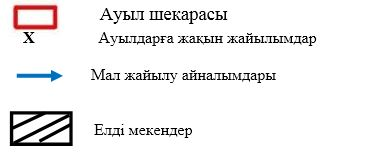 Ауыл шекарасы
X Ауылдарға жақын жайылымдар
Мал жайылу айналымдары
Елді мекендер